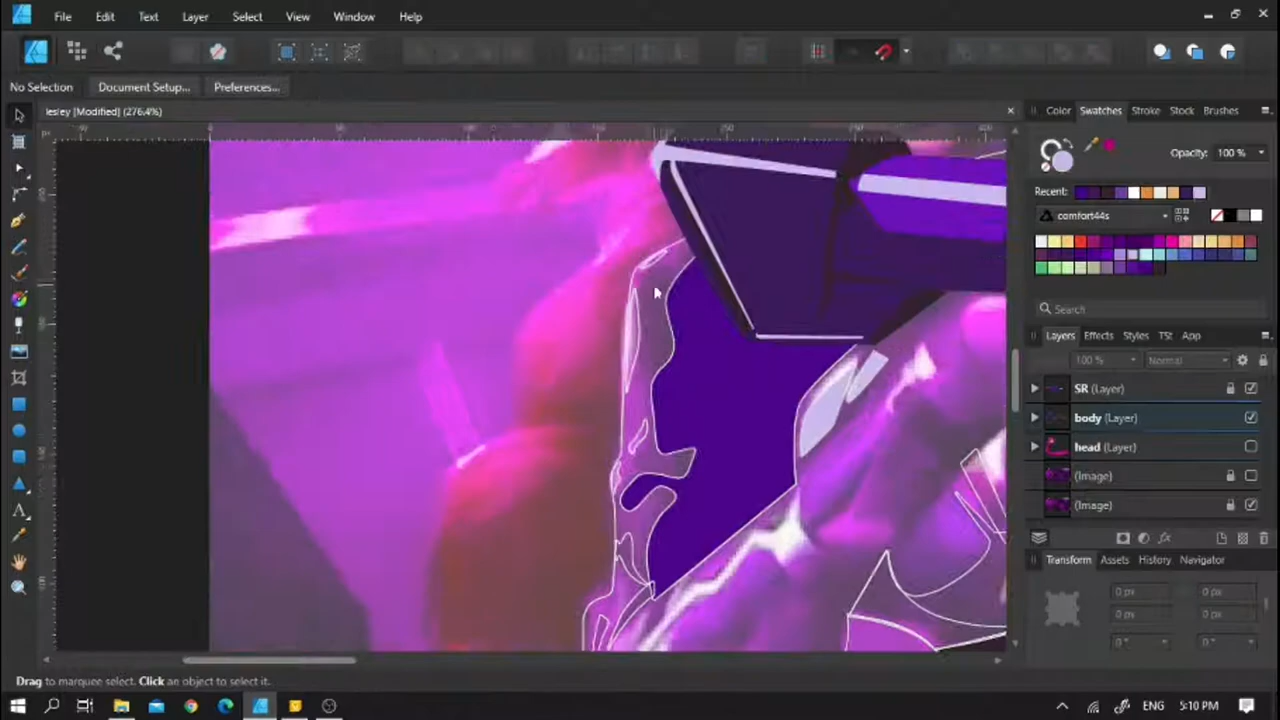 File Edit Text Layer Select View Window Help
No Selection Document Setup... Preferences...
lesley [Modified] (276.4%)
Color Swatches Stroke Stock Brushes
Opacity: 100 %
Recent:
comfort44s
Search
Layers Effects Styles TSt App
100 % Normal
SR (Layer)
body (Layer)
head (Layer)
(Image)
(Image)
Transform Assets History Navigator
0 px 0 px
0 px 0 px
0 ° 0 °
Drag to marquee select. Click an object to select it.
ENG 5:10 PM